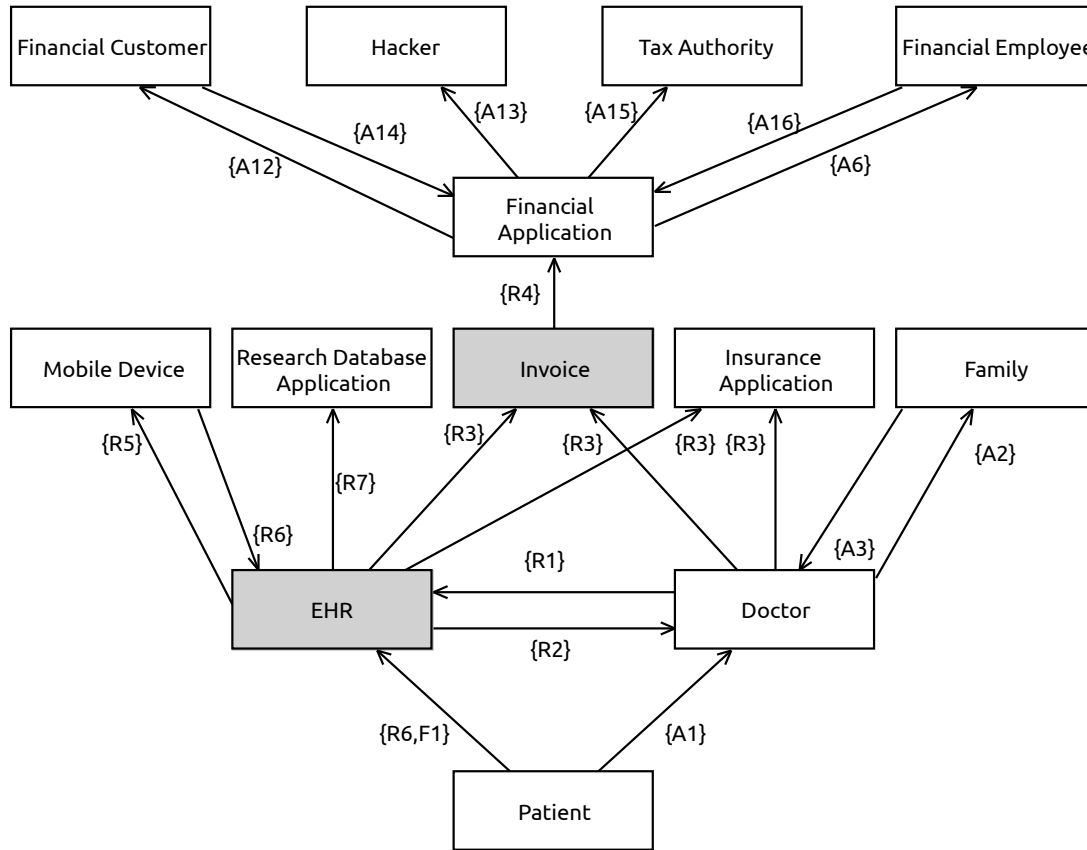 Financial Customer
Hacker
Tax Authority
Financial Employee
{A14}
{A12}
{A13}
{A15}
{A16}
{A6}
Financial
Application
{R4}
Mobile Device
Research Database
Application
Invoice
Insurance
Application
Family
{R5}
{R3}
{R3}
{R3}
{R3}
{A2}
{R7}
{R6}
{R1}
{A3}
EHR
Doctor
{R2}
{R6,F1}
{A1}
Patient